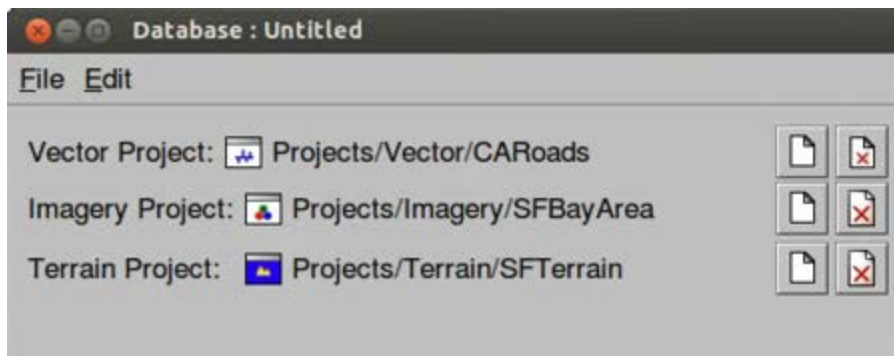 Database : Untitled
File Edit
Vector Project: Projects/Vector/CARoads
Imagery Project: Projects/Imagery/SFBayArea
Terrain Project: Projects/Terrain/SFTerrain